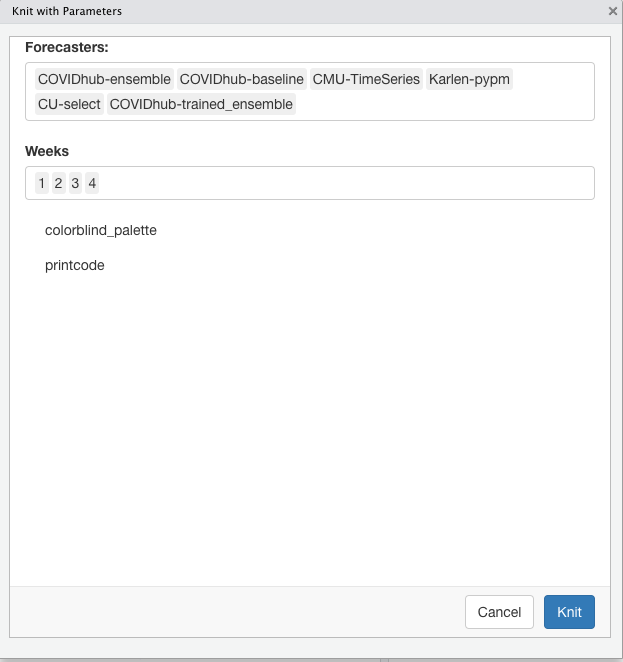 Knit with Parameters
Forecasters:
COVIDhub-ensemble COVIDhub-baseline CMU-TimeSeries Karlen-pypm
CU-select COVIDhub-trained_ensemble
Weeks
1 2 3 4
colorblind_palette
printcode
Cancel Knit